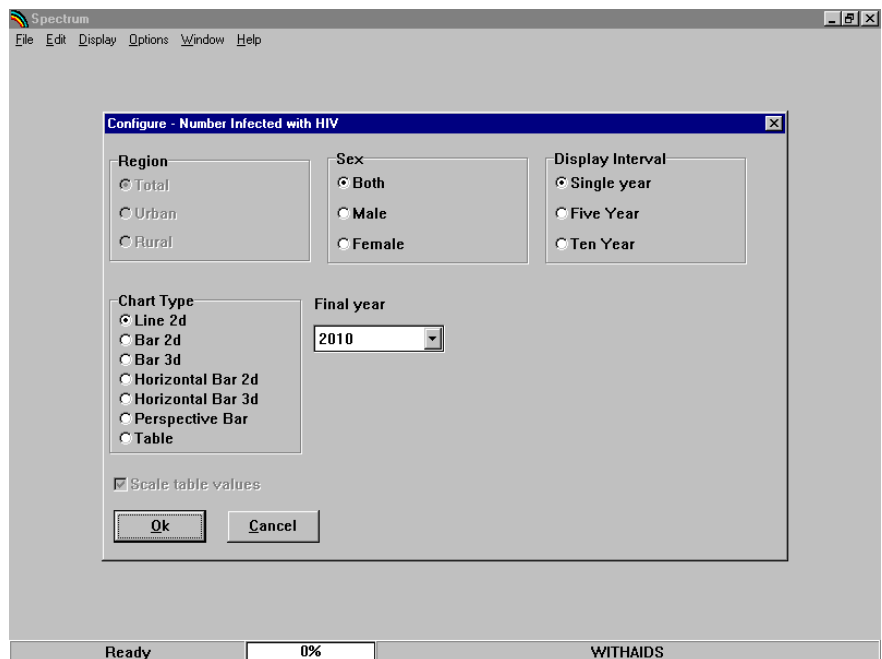 Spectrum
File Edit Display Options Window Help
Configure - Number Infected with HIV
Region
Total
Urban
Rural
Sex
Both
Male
Female
Display Interval
Single year
Five Year
Ten Year
Chart Type
Line 2d
Bar 2d
Bar 3d
Horizontal Bar 2d
Horizontal Bar 3d
Perspective Bar
Table
Final year
2010
Scale table values
Ok Cancel
Ready 0% WITHAIDS